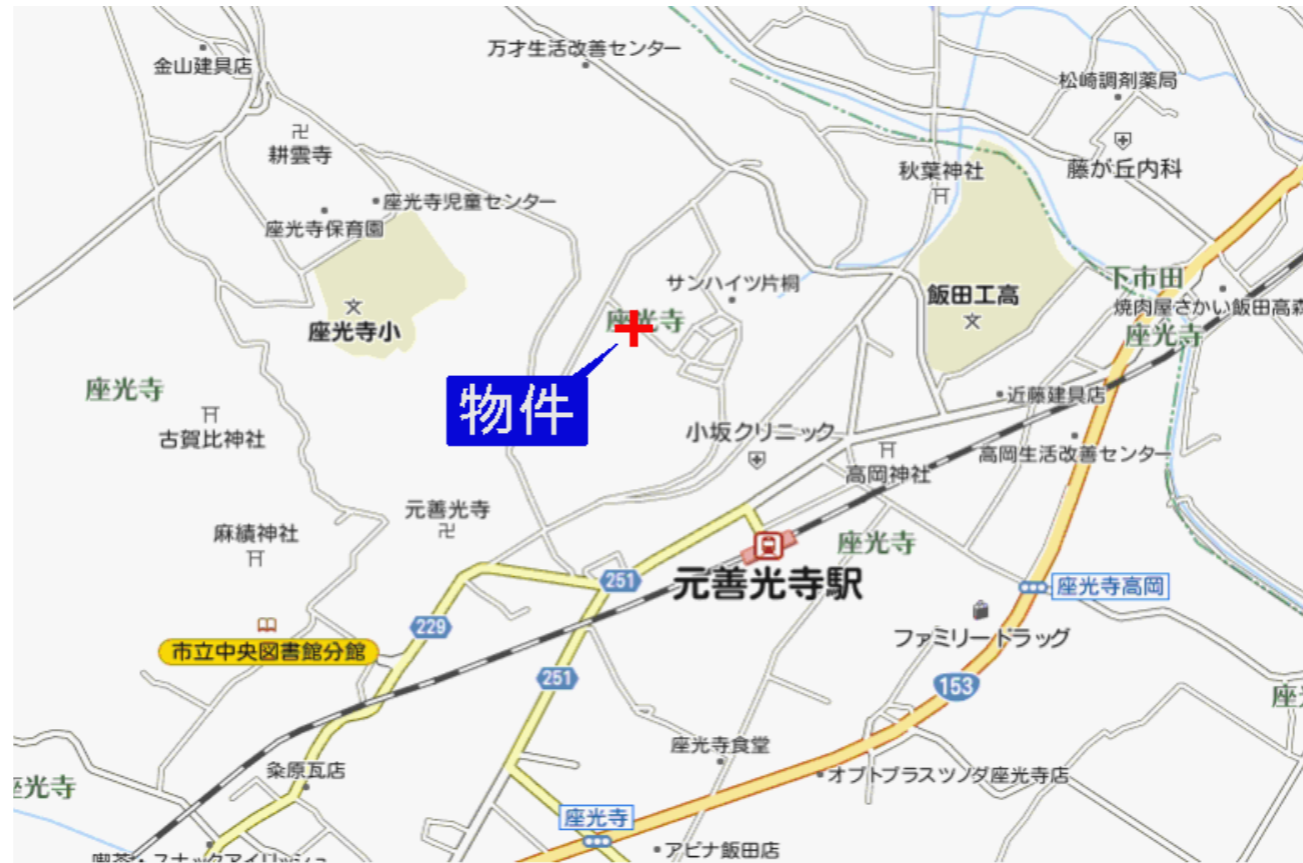 万才生活改善センター
金山建具店
松崎調剤薬局
耕雲寺
藤が丘内科
秋葉神社
座光寺児童センター
座光寺保育園
サンハイツ片桐
下市田
飯田工高
焼肉屋さかい飯田高森
座光寺小
座光寺
座光寺
座光寺
物件
近藤建具店
古賀比神社
小坂クリニック
高岡生活改善センター
高岡神社
元善光寺
麻績神社
座光寺
元善光寺駅
251
座光寺高岡
229
ファミリードラッグ
市立中央図書館分館
251
153
座光寺食堂
粂原瓦店
オプトプラスツノダ座光寺店
座光寺
アピナ飯田店